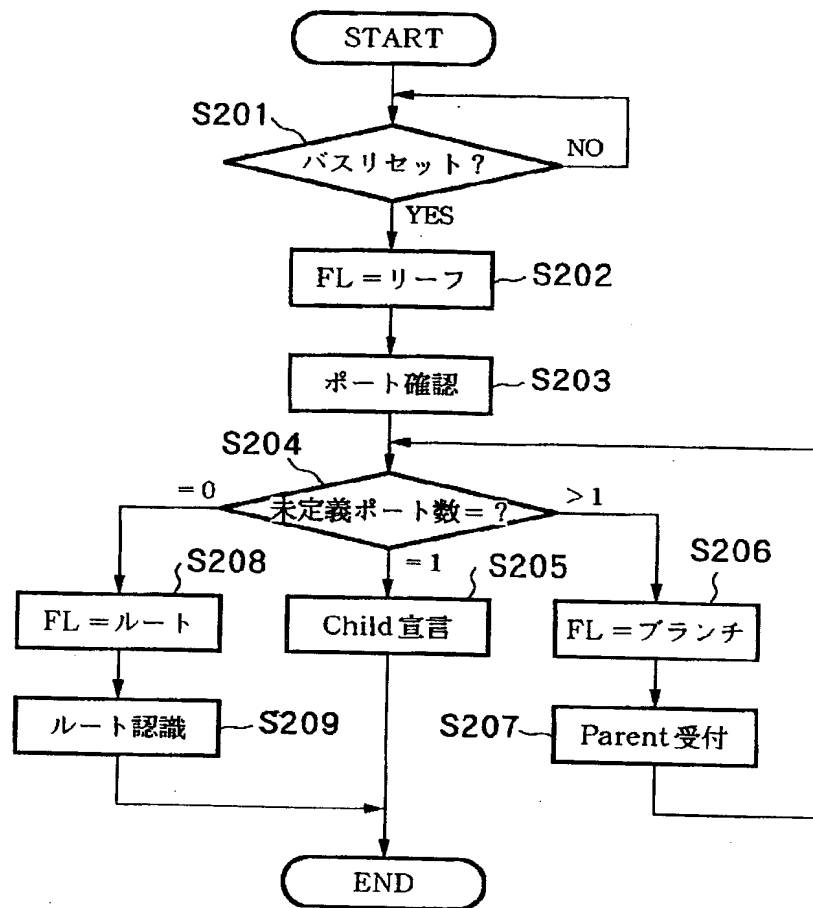 START
S201
バスリセット?
NO
YES
FL=リーフ
S202
ポート確認
S203
S204
=0
未定義ポート数=?
>1
=1
S208
S205
S206
FL=ルート
Child宣言
FL=ブランチ
ルート認識
S209
S207
Parent受付
END